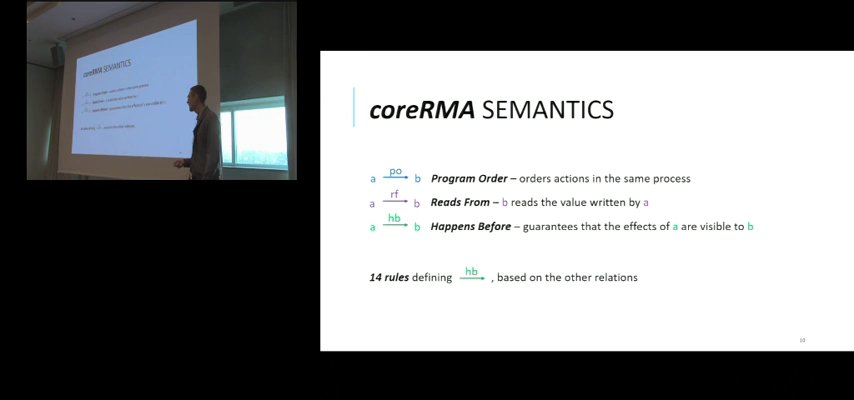 coreRMA SEMANTICS
a po b Program Order – orders actions in the same process
a rf b Reads From – b reads the value written by a
a hb b Happens Before – guarantees that the effects of a are visible to b
14 rules defining hb , based on the other relations
coreRMA SEMANTICS